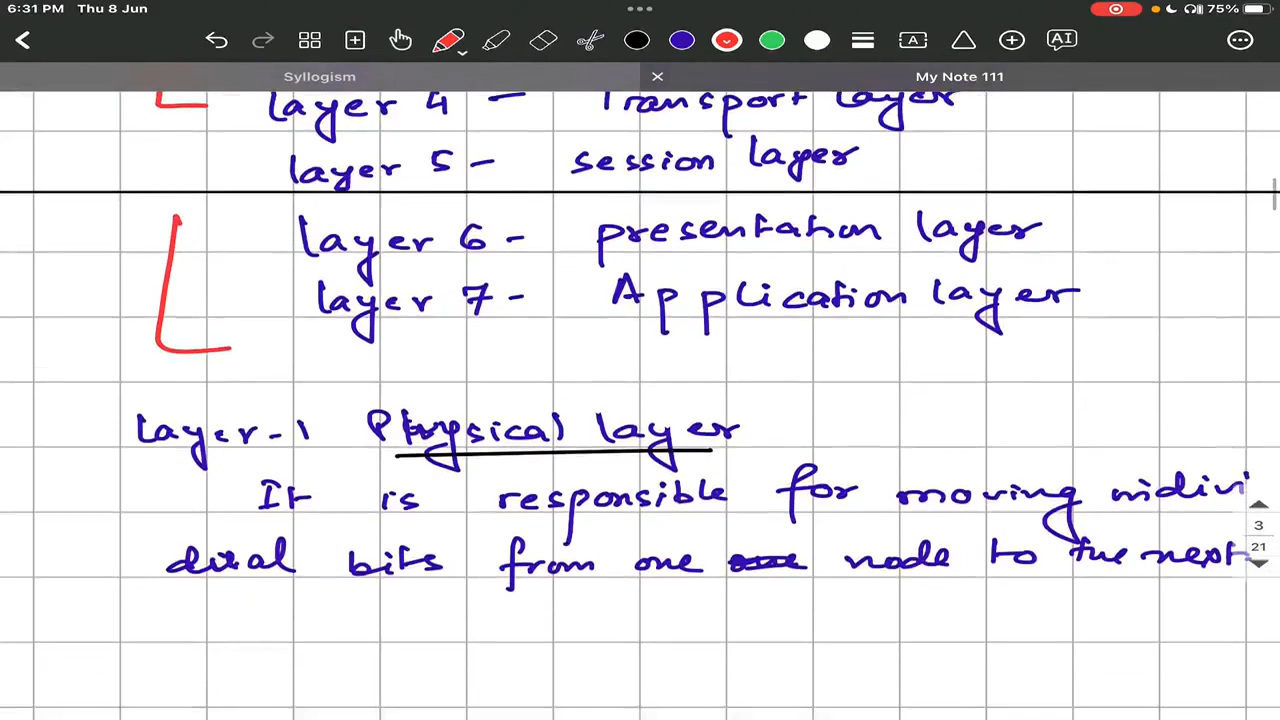 6:31 PM Thu 8 Jun 75%
A AI
Syllogism My Note 111
layer 4 - Transport layer
layer 5 - session layer
layer 6 - presentation layer
layer 7 - Application layer
layer-1 Physical layer
It is responsible for moving indivi
dual bits from one node to the next
3
21